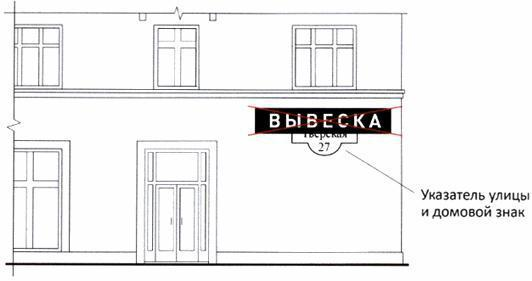 ВЫВЕСКА
Тверская
27
Указатель улицы
и домовой знак